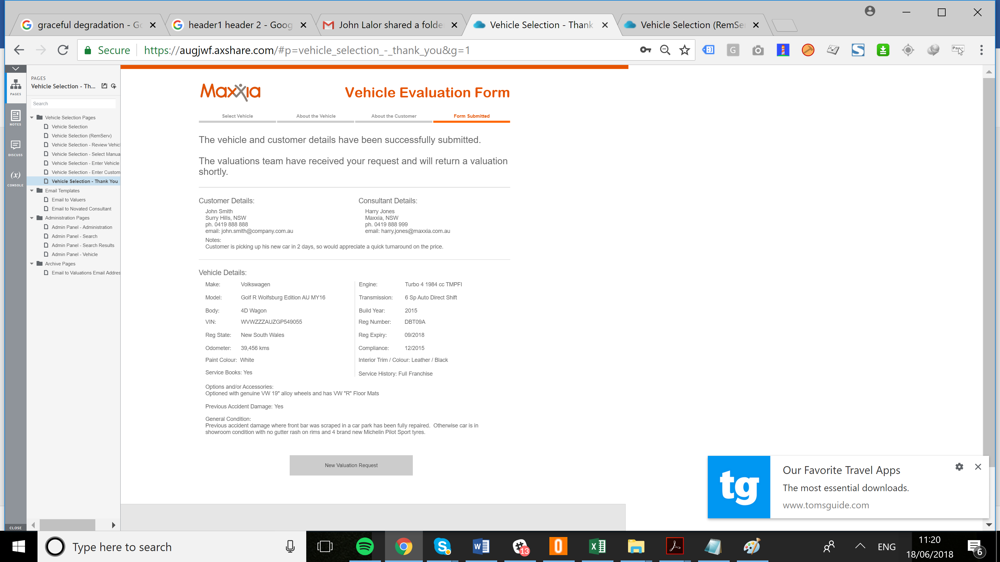 graceful degradation - Go
header1 header 2 - Goog
John Lalor shared a folde
Vehicle Selection - Thank
Vehicle Selection (RemSe
Secure
https://augjwf.axshare.com/#p=vehicle_selection_-_thank_you&g=1
PAGES
NOTES
DISCUSS
(x)
CONSOLE
CLOSE
PAGES
Vehicle Selection - Th...
Search
Vehicle Selection Pages
Vehicle Selection
Vehicle Selection (RemServ)
Vehicle Selection - Review Vehic
Vehicle Selection - Select Manua
Vehicle Selection - Enter Vehicle
Vehicle Selection - Enter Custom
Vehicle Selection - Thank You
Email Templates
Email to Valuers
Email to Novated Consultant
Administration Pages
Admin Panel - Administration
Admin Panel - Search
Admin Panel - Search Results
Admin Panel - Vehicle
Archive Pages
Email to Valuations Email Addres
Maxxia
Vehicle Evaluation Form
Select Vehicle
About the Vehicle
About the Customer
Form Submitted
The vehicle and customer details have been successfully submitted.
The valuations team have received your request and will return a valuation
shortly.
Customer Details:
John Smith
Surry Hills, NSW
ph. 0419 888 888
email: john.smith@company.com.au
Consultant Details:
Harry Jones
Maxxia, NSW
ph. 0419 888 999
email: harry.jones@maxxia.com.au
Notes:
Customer is picking up his new car in 2 days, so would appreciate a quick turnaround on the price.
Vehicle Details:
Make: Volkswagen
Engine: Turbo 4 1984 cc TMPFI
Model: Golf R Wolfsburg Edition AU MY16
Transmission: 6 Sp Auto Direct Shift
Body: 4D Wagon
Build Year: 2015
VIN: WVWZZZAUZGP549055
Reg Number: DBT09A
Reg State: New South Wales
Reg Expiry: 09/2018
Odometer: 39,456 kms
Compliance: 12/2015
Paint Colour: White
Interior Trim / Colour: Leather / Black
Service Books: Yes
Service History: Full Franchise
Options and/or Accessories:
Optioned with genuine VW 19" alloy wheels and has VW "R" Floor Mats
Previous Accident Damage: Yes
General Condition:
Previous accident damage where front bar was scraped in a car park has been fully repaired. Otherwise car is in
showroom condition with no gutter rash on rims and 4 brand new Michelin Pilot Sport tyres.
New Valuation Request
tg
Our Favorite Travel Apps
The most essential downloads.
www.tomsguide.com
Type here to search
13
ENG
11:20
18/06/2018
6